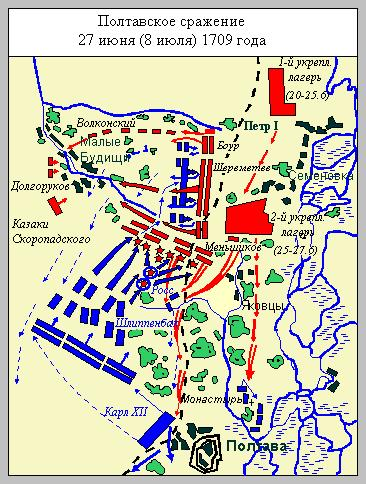 Полтавское сражение
27 июня (8 июля) 1709 года
1-й укрепл.
лагерь
(20-25.6)
Волконский
Петр I
Малые
Будищи
Боур
Шереметев
Семеновка
Долгоруков
Казаки
Скоропадского
2-й укрепл.
лагерь
(25-27.6)
Меньшиков
Росс
Яковцы
Шлиппенбах
Монастырь
Карл XII
Полтава